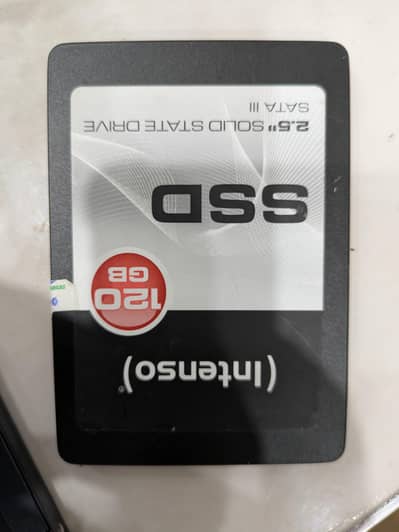 (Intenso)®
120
GB
SSD
2.5" SOLID STATE DRIVE
SATA III